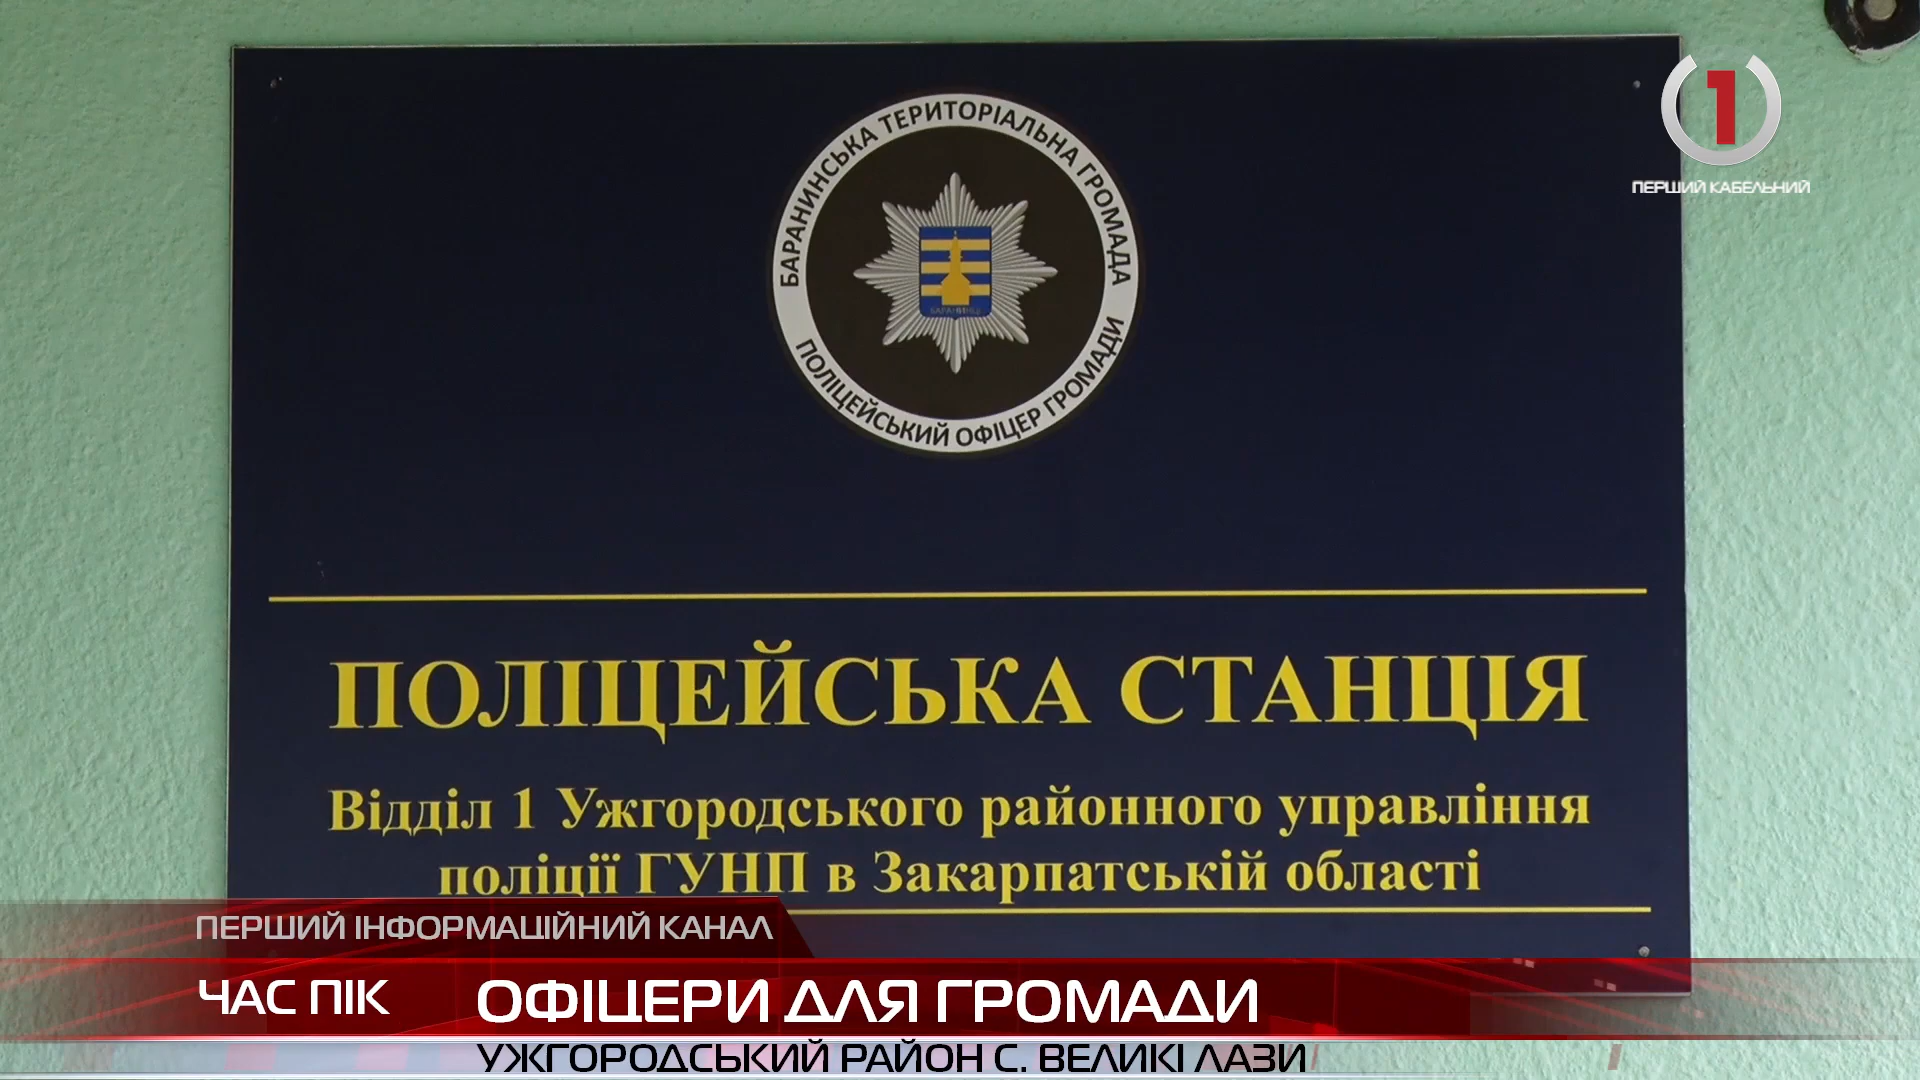 БАРАНИНСЬКА ТЕРИТОРІАЛЬНА ГРОМАДА
ПОЛІЦЕЙСЬКИЙ ОФІЦЕР ГРОМАДИ
1
ПЕРШИЙ КАБЕЛЬНИЙ
ПОЛІЦЕЙСЬКА СТАНЦІЯ
Відділ 1 Ужгородського районного управління
поліції ГУНП в Закарпатській області
ПЕРШИЙ ІНФОРМАЦІЙНИЙ КАНАЛ
ЧАС ПІК
ОФІЦЕРИ ДЛЯ ГРОМАДИ
УЖГОРОДСЬКИЙ РАЙОН С. ВЕЛИКІ ЛАЗИ